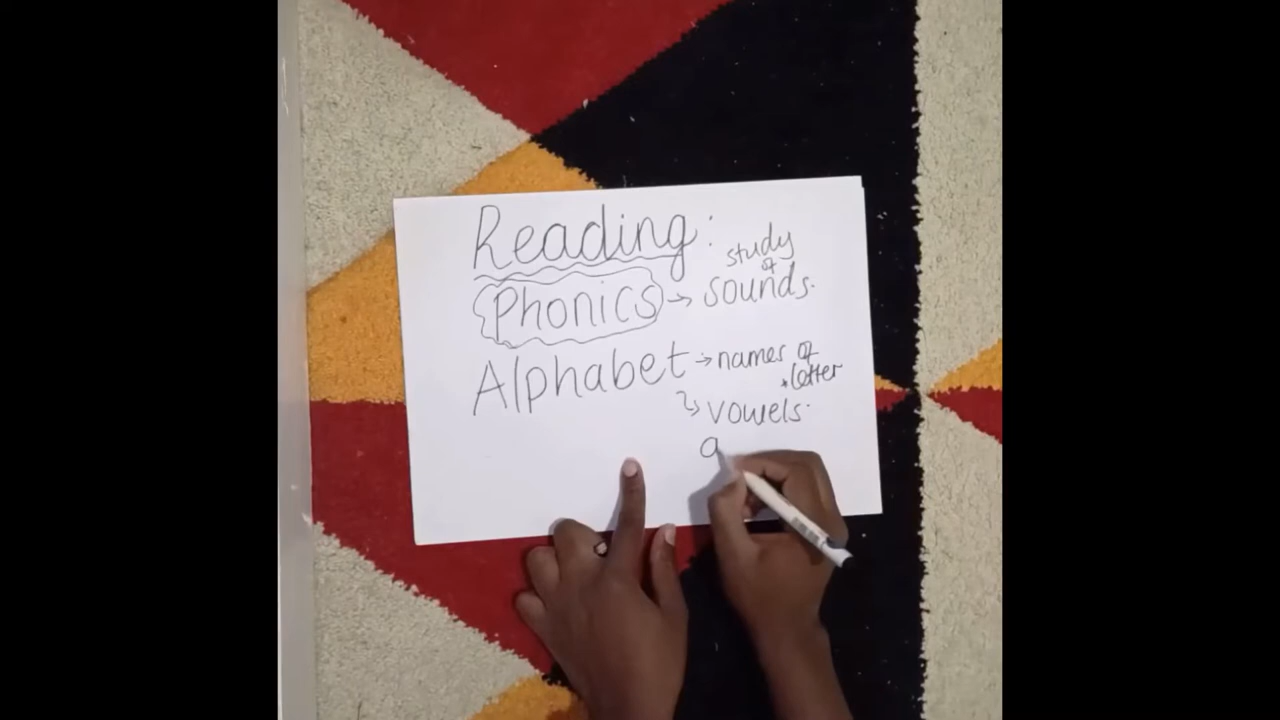 Reading:
Phonics → study of sounds.
Alphabet → names of letter
→ vowels.
a